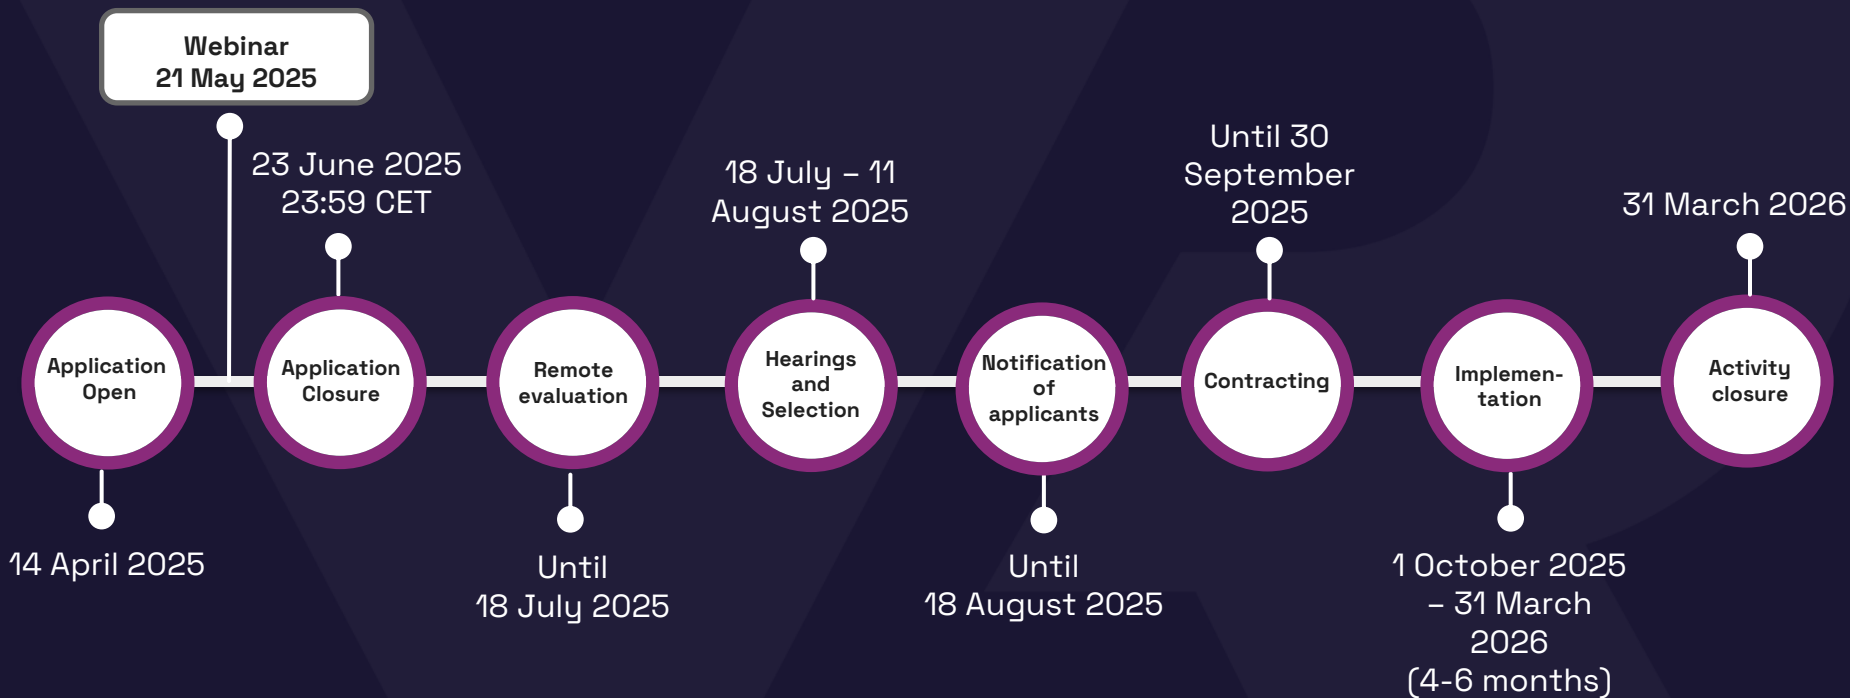 Webinar
21 May 2025
23 June 2025
23:59 CET
18 July – 11
August 2025
Until 30
September
2025
31 March 2026
Application
Open
Application
Closure
Remote
evaluation
Hearings
and
Selection
Notification
of
applicants
Contracting
Implemen-
tation
Activity
closure
14 April 2025
Until
18 July 2025
Until
18 August 2025
1 October 2025
– 31 March
2026
(4-6 months)